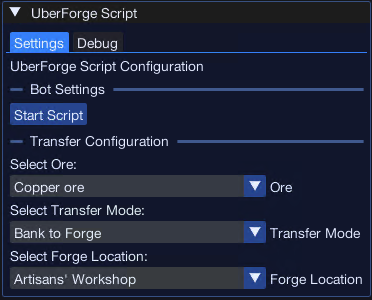 UberForge Script
Settings Debug
UberForge Script Configuration
Bot Settings
Start Script
Transfer Configuration
Select Ore:
Copper ore Ore
Select Transfer Mode:
Bank to Forge Transfer Mode
Select Forge Location:
Artisans' Workshop Forge Location